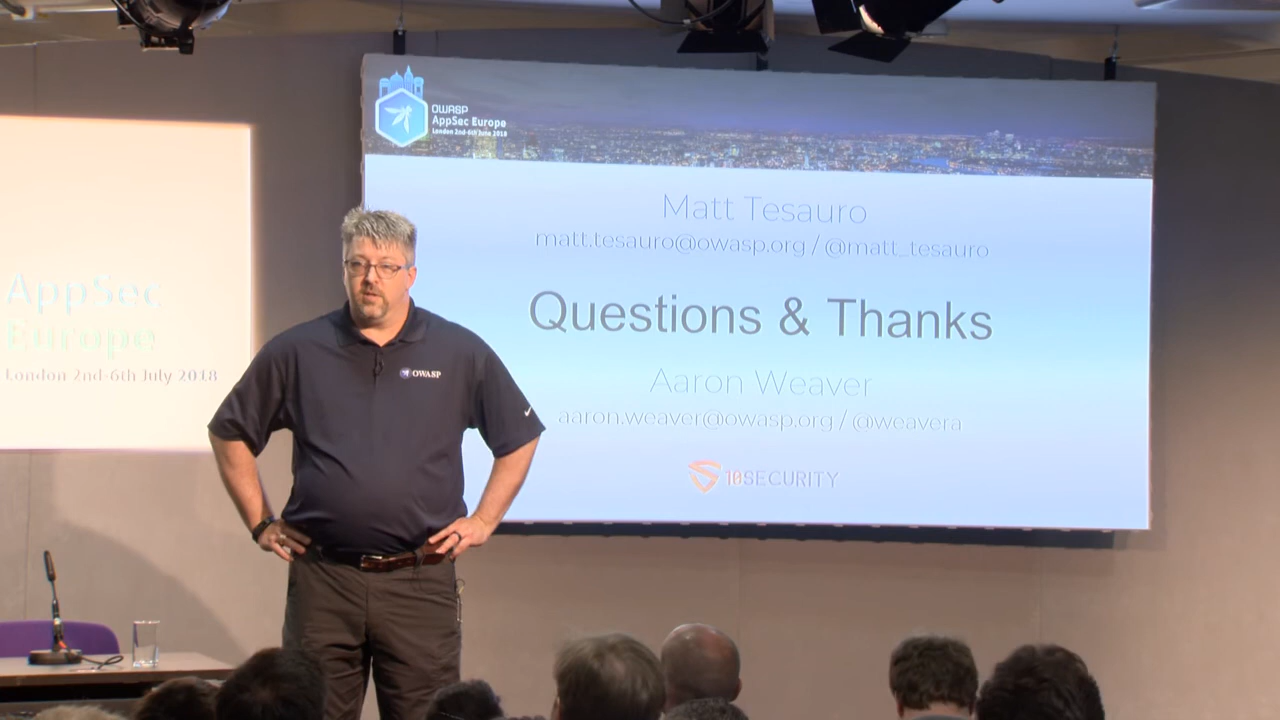 OWASP
AppSec Europe
London 2nd-6th June 2018
Matt Tesauro
matt.tesauro@owasp.org / @matt_tesauro
Questions & Thanks
Aaron Weaver
aaron.weaver@owasp.org / @weavera
10SECURITY
AppSec
Europe
London 2nd-6th July 2018
OWASP